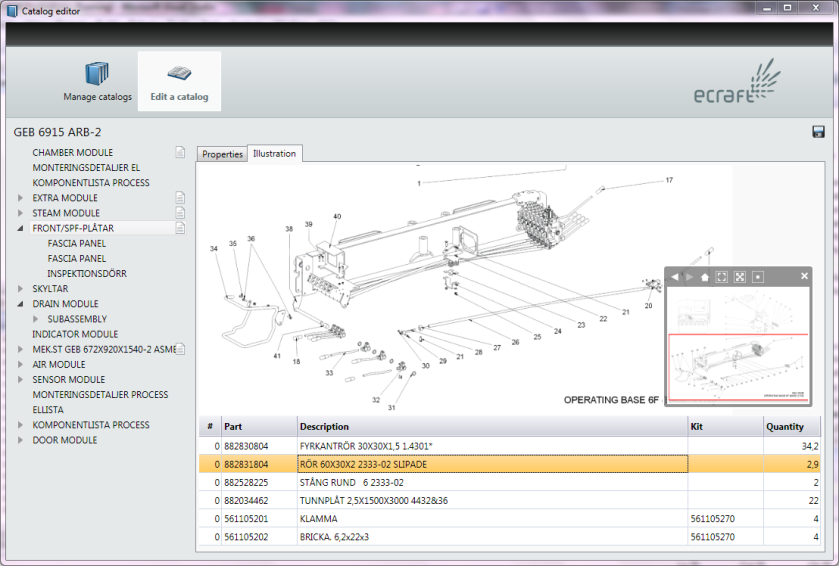 Catalog editor
Manage catalogs
Edit a catalog
ecraft
GEB 6915 ARB-2
CHAMBER MODULE
MONTERINGSDETALJER EL
KOMPONENTLISTA PROCESS
EXTRA MODULE
STEAM MODULE
FRONT/SPF-PLÅTAR
FASCIA PANEL
FASCIA PANEL
INSPEKTIONSDÖRR
SKYLTAR
DRAIN MODULE
SUBASSEMBLY
INDICATOR MODULE
MEK.ST GEB 672X920X1540-2 ASME
AIR MODULE
SENSOR MODULE
MONTERINGSDETALJER PROCESS
ELLISTA
KOMPONENTLISTA PROCESS
DOOR MODULE
Properties Illustration
1
17
40
39
38
36
35
34
20
21
22
23
24
25
26
27
28
21
29
30
41
18
33
32
31
OPERATING BASE 6F
# Part Description Kit Quantity
0 882830804 FYRKANTRÖR 30X30X1,5 1.4301* 34,2
0 882831804 RÖR 60X30X2 2333-02 SLIPADE 2,9
0 882528225 STÅNG RUND 6 2333-02 2
0 882034462 TUNNPLÅT 2,5X1500X3000 4432&36 22
0 561105201 KLAMMA 561105270 4
0 561105202 BRICKA. 6,2x22x3 561105270 4